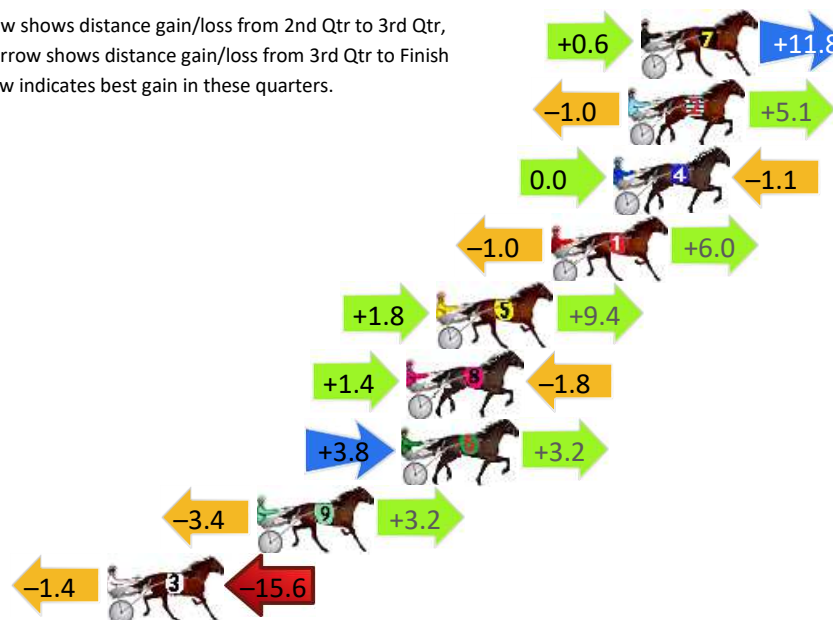 w shows distance gain/loss from 2nd Qtr to 3rd Qtr,
rrow shows distance gain/loss from 3rd Qtr to Finish
w indicates best gain in these quarters.
+0.6 7 +11.8
–1.0 2 +5.1
0.0 4 –1.1
–1.0 1 +6.0
+1.8 5 +9.4
+1.4 8 –1.8
+3.8 6 +3.2
–3.4 9 +3.2
–1.4 3 –15.6